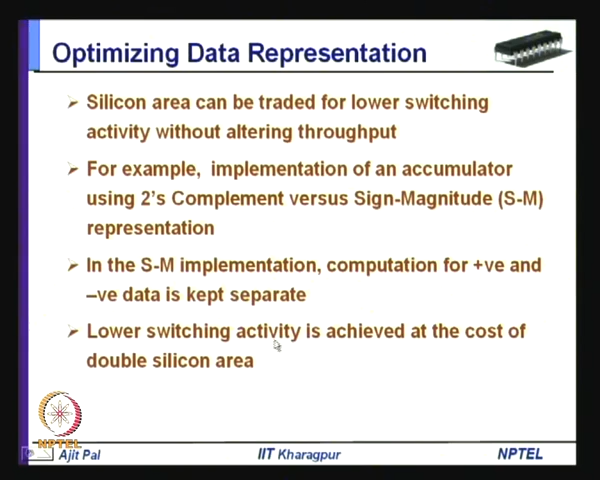 Optimizing Data Representation
Silicon area can be traded for lower switching
activity without altering throughput
For example, implementation of an accumulator
using 2's Complement versus Sign-Magnitude (S-M)
representation
In the S-M implementation, computation for +ve and
–ve data is kept separate
Lower switching activity is achieved at the cost of
double silicon area
NPTEL
Ajit Pal
IIT Kharagpur
NPTEL